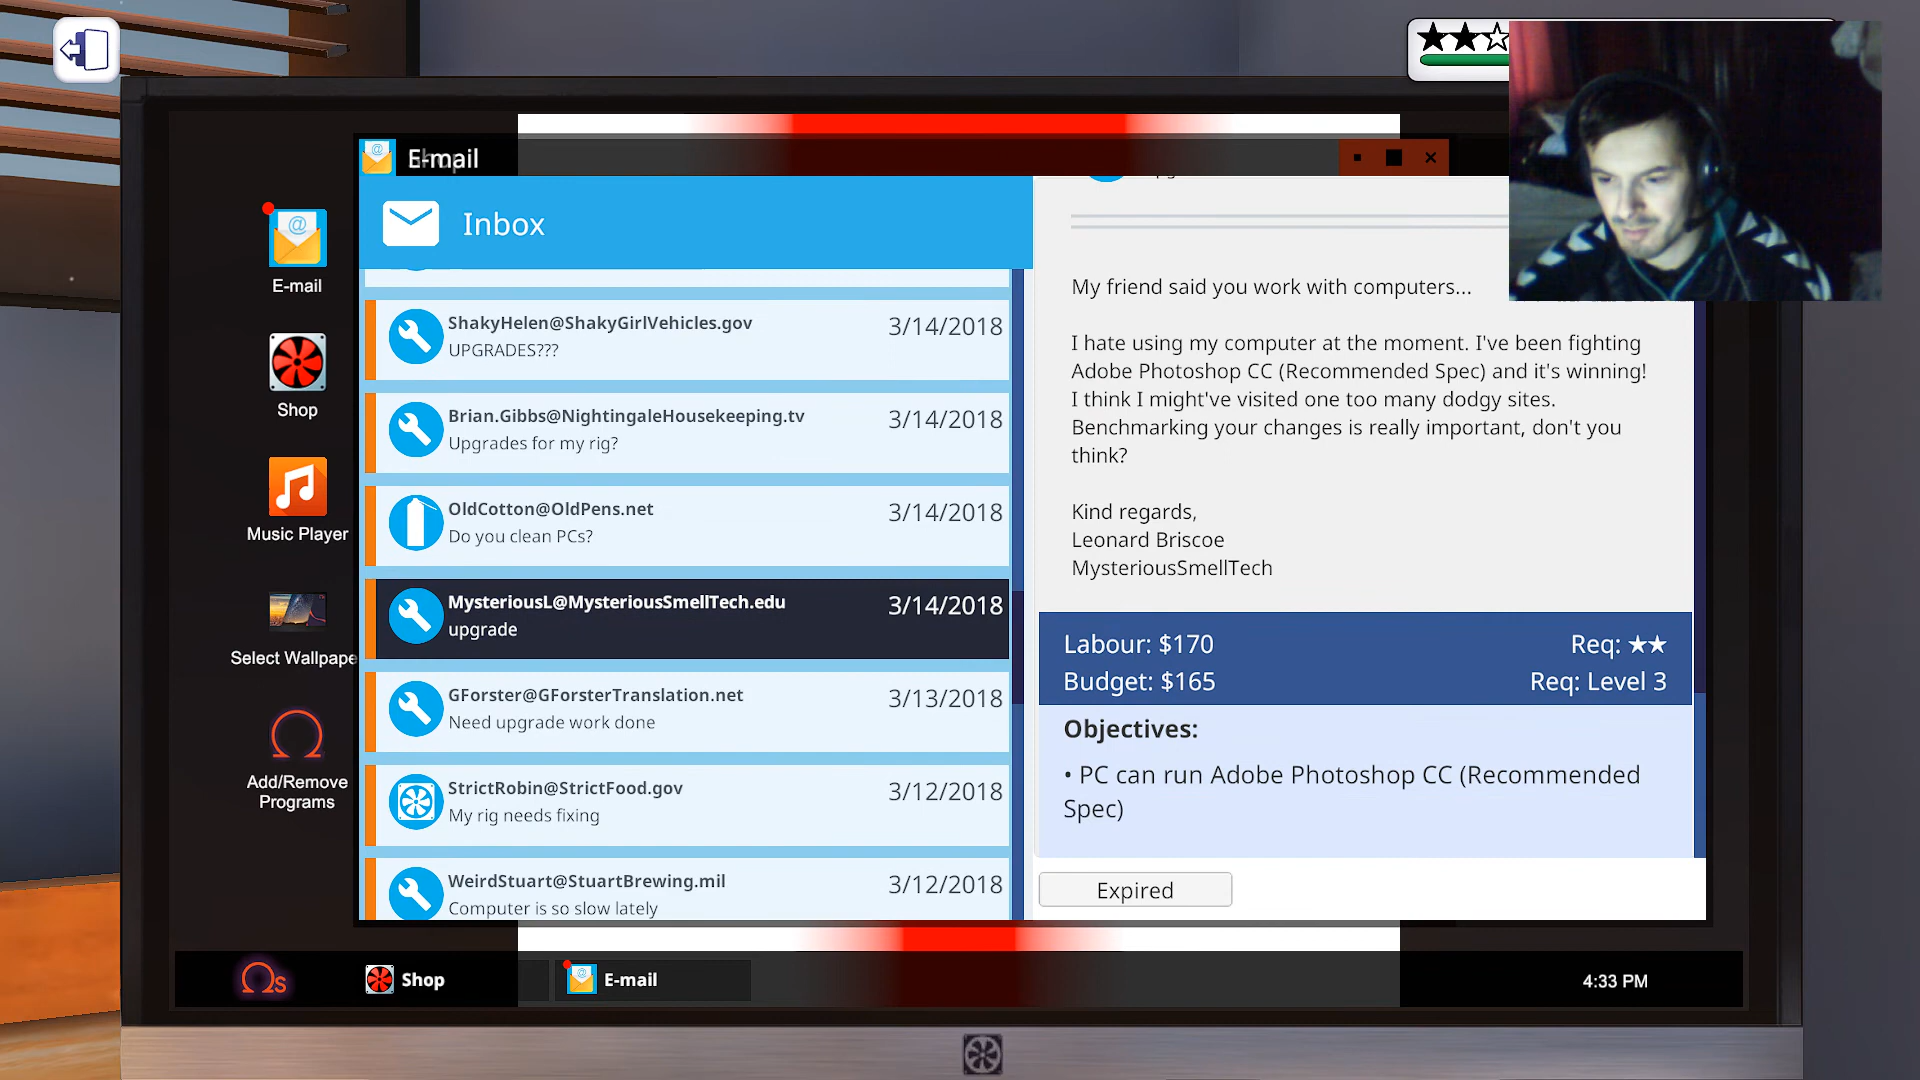 E-mail
Inbox
E-mail
Shop
Music Player
Select Wallpape
Add/Remove
Programs
ShakyHelen@ShakyGirlVehicles.gov
3/14/2018
UPGRADES???
Brian.Gibbs@NightingaleHousekeeping.tv
3/14/2018
Upgrades for my rig?
OldCotton@OldPens.net
3/14/2018
Do you clean PCs?
MysteriousL@MysteriousSmellTech.edu
3/14/2018
upgrade
GForster@GForsterTranslation.net
3/13/2018
Need upgrade work done
StrictRobin@StrictFood.gov
3/12/2018
My rig needs fixing
WeirdStuart@StuartBrewing.mil
3/12/2018
Computer is so slow lately
My friend said you work with computers...
I hate using my computer at the moment. I've been fighting
Adobe Photoshop CC (Recommended Spec) and it's winning!
I think I might've visited one too many dodgy sites.
Benchmarking your changes is really important, don't you
think?
Kind regards,
Leonard Briscoe
MysteriousSmellTech
Labour: $170
Req: ★★
Budget: $165
Req: Level 3
Objectives:
• PC can run Adobe Photoshop CC (Recommended
Spec)
Expired
Ωs
Shop
E-mail
4:33 PM